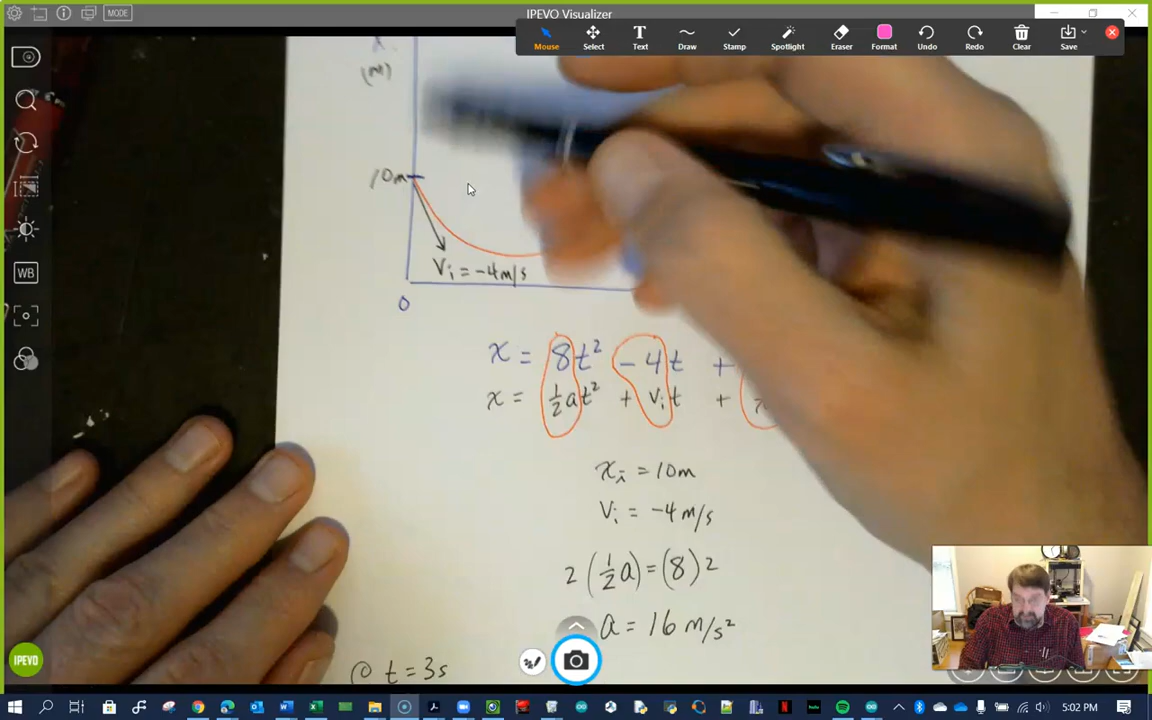 MODE
IPEVO Visualizer
Mouse Select Text Draw Stamp Spotlight Eraser Format Undo Redo Clear Save
(m)
10m
Vi = -4m/s
0
x = 8t² - 4t +
x = ½at² + Vit +
xi = 10m
Vi = -4 m/s
2 (½a) = (8) 2
a = 16 m/s²
@ t = 3s
WB
IPEVO
5:02 PM